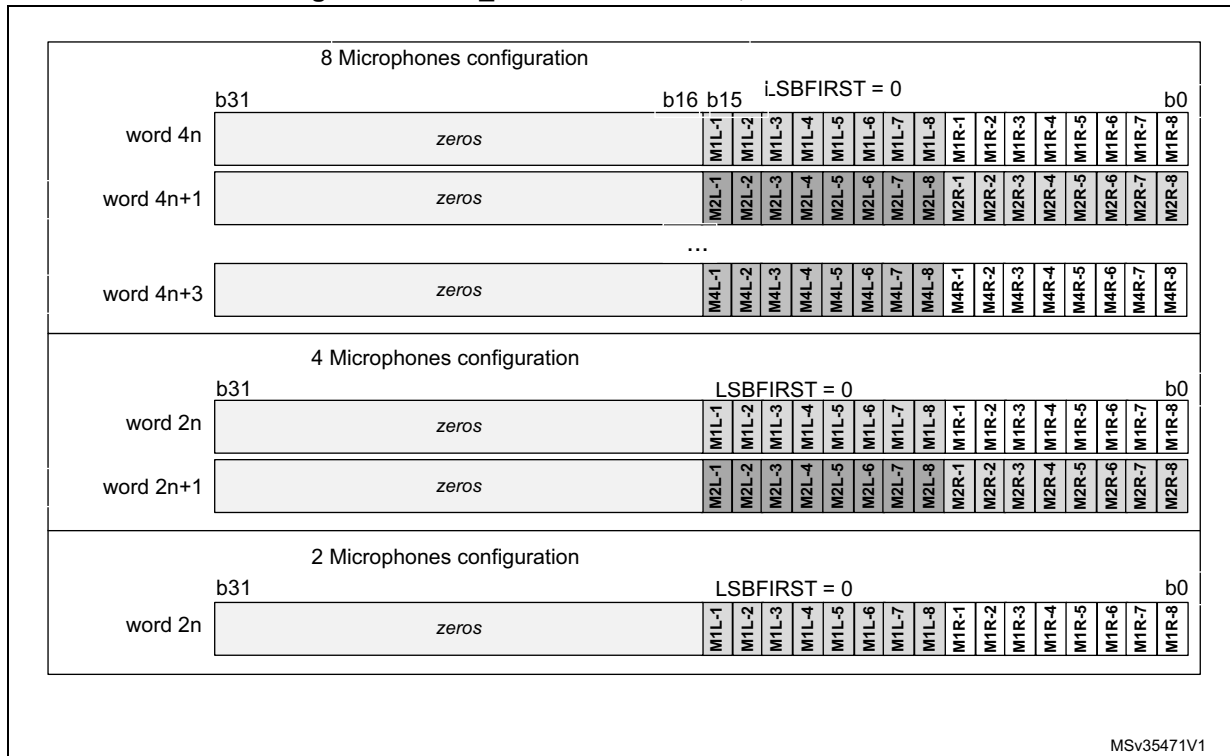 8 Microphones configuration
b31 b16 b15 LSBFIRST = 0 b0
word 4n zeros M1L-1 M1L-2 M1L-3 M1L-4 M1L-5 M1L-6 M1L-7 M1L-8 M1R-1 M1R-2 M1R-3 M1R-4 M1R-5 M1R-6 M1R-7 M1R-8
word 4n+1 zeros M2L-1 M2L-2 M2L-3 M2L-4 M2L-5 M2L-6 M2L-7 M2L-8 M2R-1 M2R-2 M2R-3 M2R-4 M2R-5 M2R-6 M2R-7 M2R-8
...
word 4n+3 zeros M4L-1 M4L-2 M4L-3 M4L-4 M4L-5 M4L-6 M4L-7 M4L-8 M4R-1 M4R-2 M4R-3 M4R-4 M4R-5 M4R-6 M4R-7 M4R-8
4 Microphones configuration
b31 LSBFIRST = 0 b0
word 2n zeros M1L-1 M1L-2 M1L-3 M1L-4 M1L-5 M1L-6 M1L-7 M1L-8 M1R-1 M1R-2 M1R-3 M1R-4 M1R-5 M1R-6 M1R-7 M1R-8
word 2n+1 zeros M2L-1 M2L-2 M2L-3 M2L-4 M2L-5 M2L-6 M2L-7 M2L-8 M2R-1 M2R-2 M2R-3 M2R-4 M2R-5 M2R-6 M2R-7 M2R-8
2 Microphones configuration
b31 LSBFIRST = 0 b0
word 2n zeros M1L-1 M1L-2 M1L-3 M1L-4 M1L-5 M1L-6 M1L-7 M1L-8 M1R-1 M1R-2 M1R-3 M1R-4 M1R-5 M1R-6 M1R-7 M1R-8
MSv35471V1